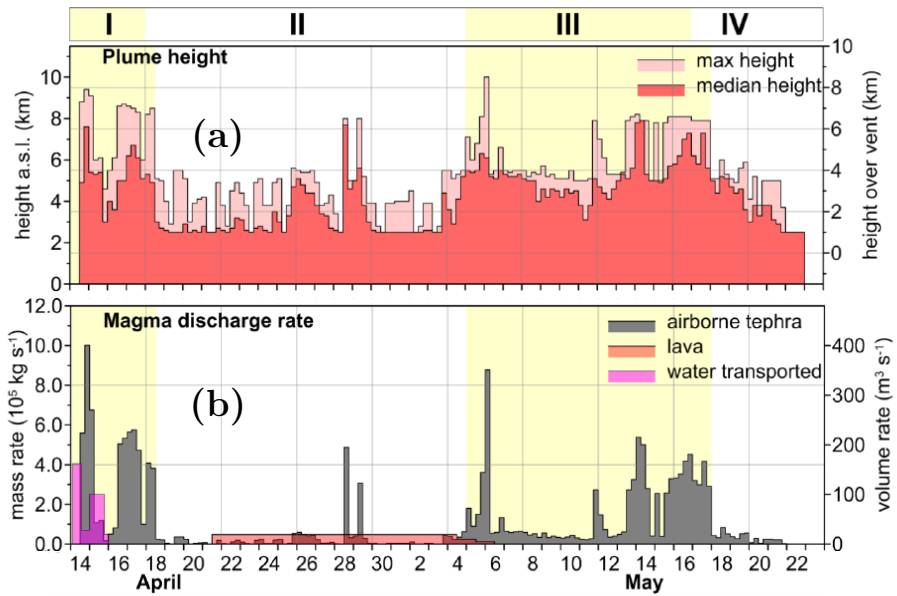 I II III IV
Plume height
(a)
max height
median height
height a.s.l. (km)
10
8
6
4
2
0
height over vent (km)
10
8
6
4
2
0
Magma discharge rate
(b)
airborne tephra
lava
water transported
mass rate (10⁵ kg s⁻¹)
12.0
10.0
8.0
6.0
4.0
2.0
0.0
volume rate (m³ s⁻¹)
400
300
200
100
0
14 16 18 20 22 24 26 28 30 2 4 6 8 10 12 14 16 18 20 22
April May